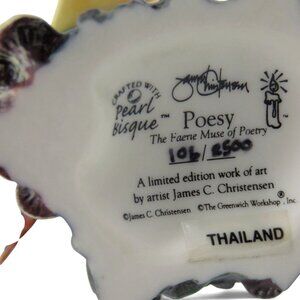 CRAFTED WITH
Pearl
Bisque™
Poesy
The Faerie Muse of Poetry
106/2500
A limited edition work of art
by artist James C. Christensen
©James C. Christensen ©The Greenwich Workshop®, Inc.
THAILAND